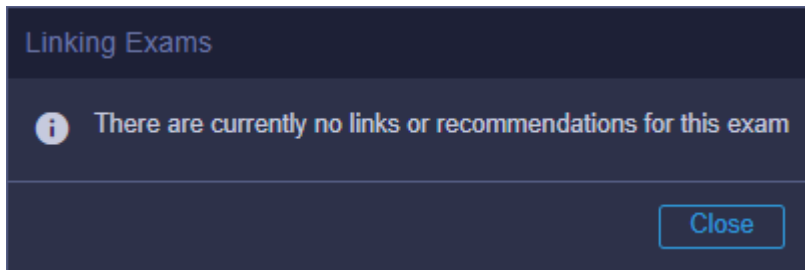 Linking Exams
There are currently no links or recommendations for this exam
Close